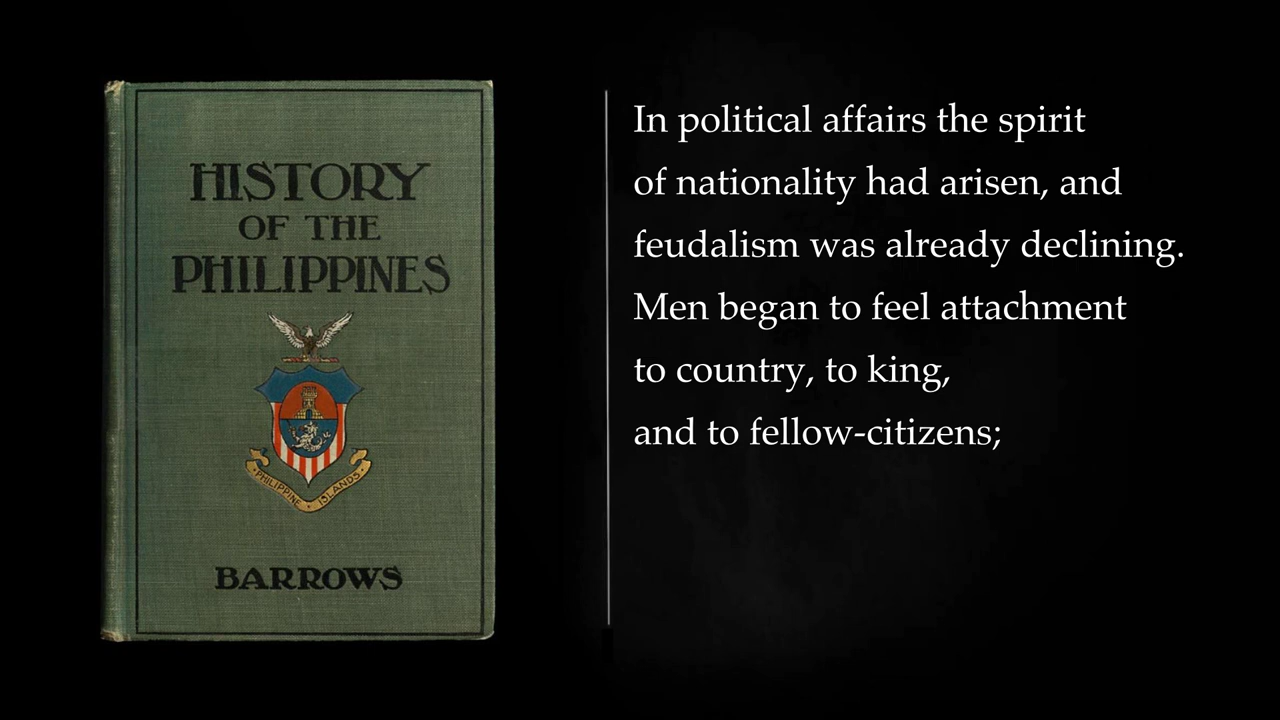 HISTORY
OF THE
PHILIPPINES
PHILIPPINE ISLANDS
BARROWS
In political affairs the spirit
of nationality had arisen, and
feudalism was already declining.
Men began to feel attachment
to country, to king,
and to fellow-citizens;